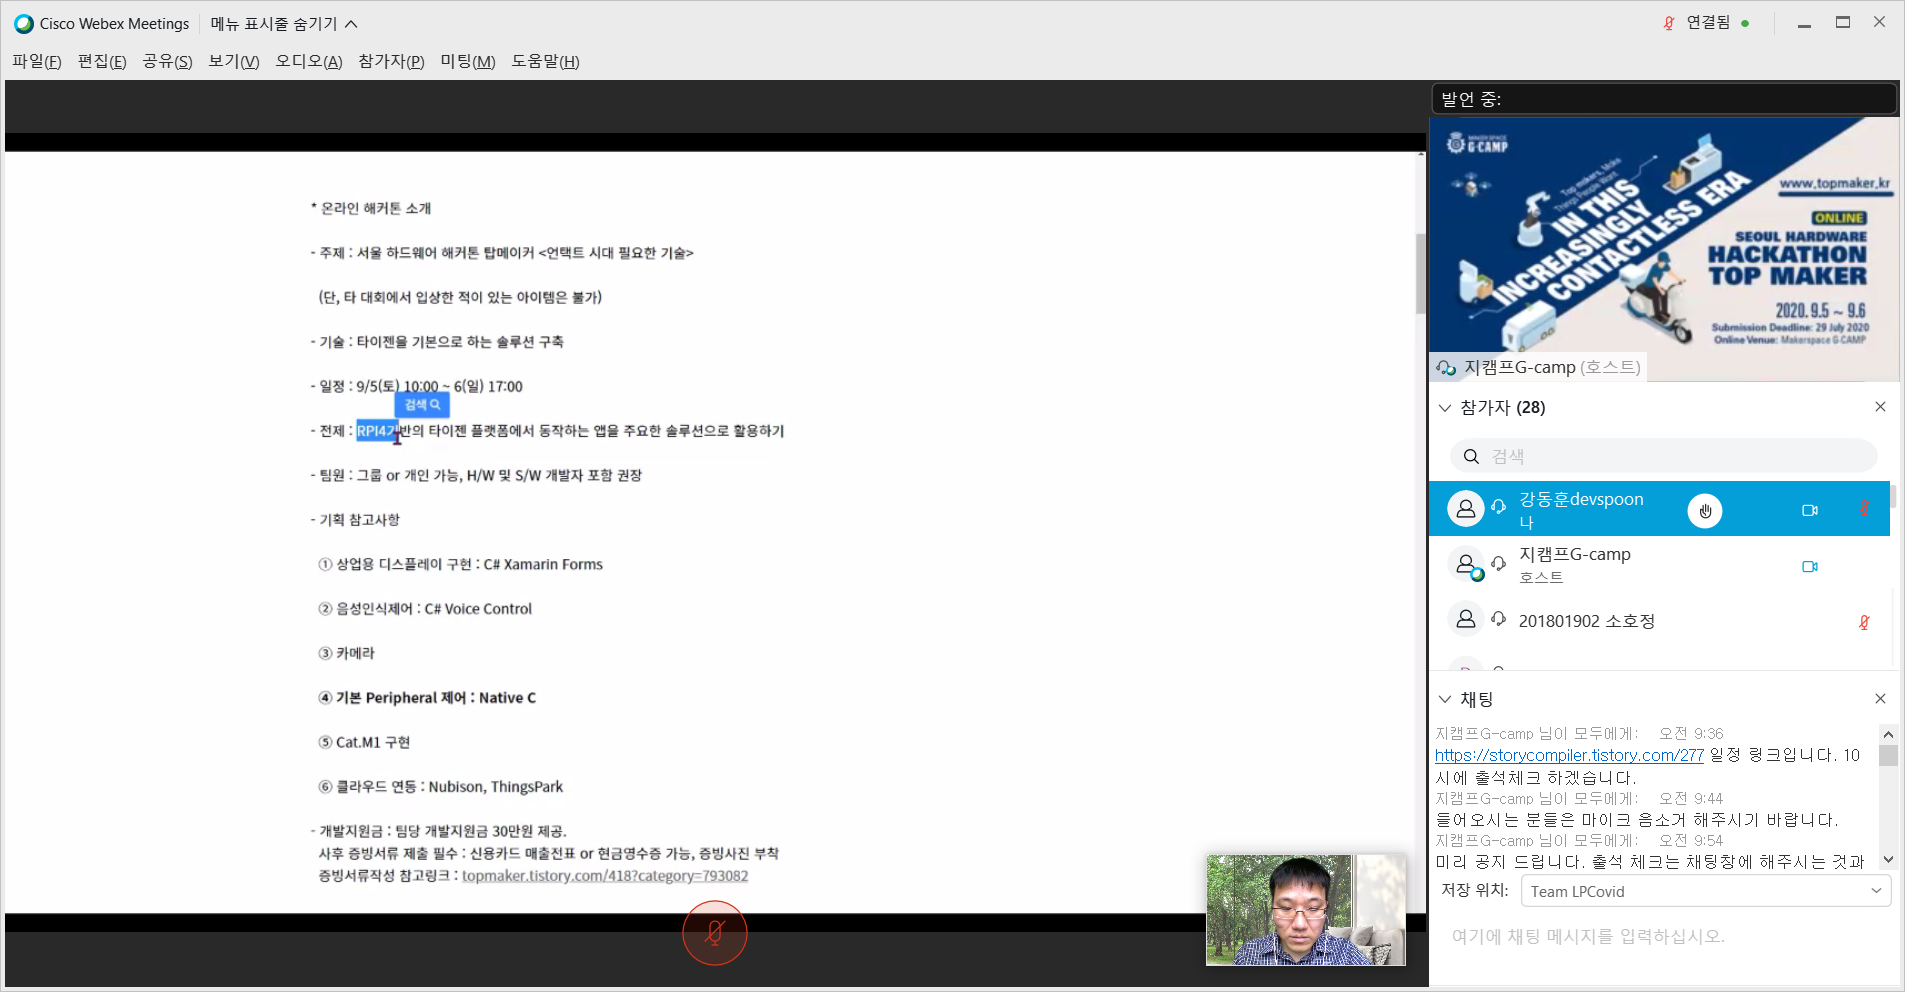 Cisco Webex Meetings
메뉴 표시줄 숨기기
연결됨
파일(F) 편집(E) 공유(S) 보기(V) 오디오(A) 참가자(P) 미팅(M) 도움말(H)
* 온라인 해커톤 소개
- 주제 : 서울 하드웨어 해커톤 탑메이커 <언택트 시대 필요한 기술>
(단, 타 대회에서 입상한 적이 있는 아이템은 불가)
- 기술 : 타이젠을 기본으로 하는 솔루션 구축
- 일정 : 9/5(토) 10:00 ~ 6(일) 17:00
검색
- 전제 : RPI4기반의 타이젠 플랫폼에서 동작하는 앱을 주요한 솔루션으로 활용하기
- 팀원 : 그룹 or 개인 가능, H/W 및 S/W 개발자 포함 권장
- 기획 참고사항
① 상업용 디스플레이 구현 : C# Xamarin Forms
② 음성인식제어 : C# Voice Control
③ 카메라
④ 기본 Peripheral 제어 : Native C
⑤ Cat.M1 구현
⑥ 클라우드 연동 : Nubison, ThingsPark
- 개발지원금 : 팀당 개발지원금 30만원 제공.
사후 증빙서류 제출 필수 : 신용카드 매출전표 or 현금영수증 가능, 증빙사진 부착
증빙서류작성 참고링크 : topmaker.tistory.com/418?category=793082
발언 중:
MAKER SPACE
G·CAMP
Top makers, Make
Things People Want
IN THIS
INCREASINGLY
CONTACTLESS ERA
www.topmaker.kr
ONLINE
SEOUL HARDWARE
HACKATHON
TOP MAKER
2020. 9.5 ~ 9.6
Submission Deadline: 29 July 2020
Online Venue: Makerspace G·CAMP
지캠프G-camp (호스트)
참가자 (28)
검색
강동훈devspoon
나
지캠프G-camp
호스트
201801902 소호정
채팅
지캠프G-camp 님이 모두에게: 오전 9:36
https://storycompiler.tistory.com/277 일정 링크입니다. 10
시에 출석체크 하겠습니다.
지캠프G-camp 님이 모두에게: 오전 9:44
들어오시는 분들은 마이크 음소거 해주시기 바랍니다.
지캠프G-camp 님이 모두에게: 오전 9:54
미리 공지 드립니다. 출석 체크는 채팅창에 해주시는 것과
저장 위치: Team LPCovid
여기에 채팅 메시지를 입력하십시오.